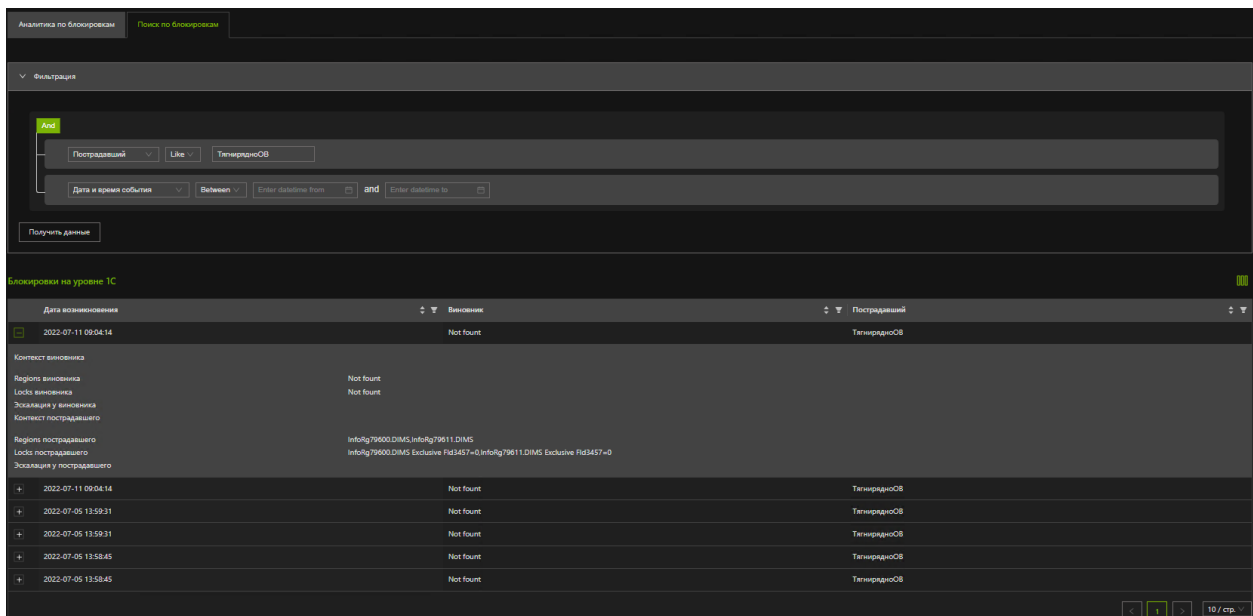 Аналитика по блокировкам Поиск по блокировкам
Фильтрация
And
Пострадавший Like ТягнирядноОВ
Дата и время события Between Enter datetime from and Enter datetime to
Получить данные
Блокировки на уровне 1С
Дата возникновения Виновник Пострадавший
2022-07-11 09:04:14 Not fount ТягнирядноОВ
Контекст виновника
Regions виновника Not fount
Locks виновника Not fount
Эскалация у виновника
Контекст пострадавшего
Regions пострадавшего InfoRg79600.DIMS,InfoRg79611.DIMS
Locks пострадавшего InfoRg79600.DIMS Exclusive Fld3457=0,InfoRg79611.DIMS Exclusive Fld3457=0
Эскалация у пострадавшего
2022-07-11 09:04:14 Not fount ТягнирядноОВ
2022-07-05 13:59:31 Not fount ТягнирядноОВ
2022-07-05 13:59:31 Not fount ТягнирядноОВ
2022-07-05 13:58:45 Not fount ТягнирядноОВ
2022-07-05 13:58:45 Not fount ТягнирядноОВ
< 1 > 10 / стр.